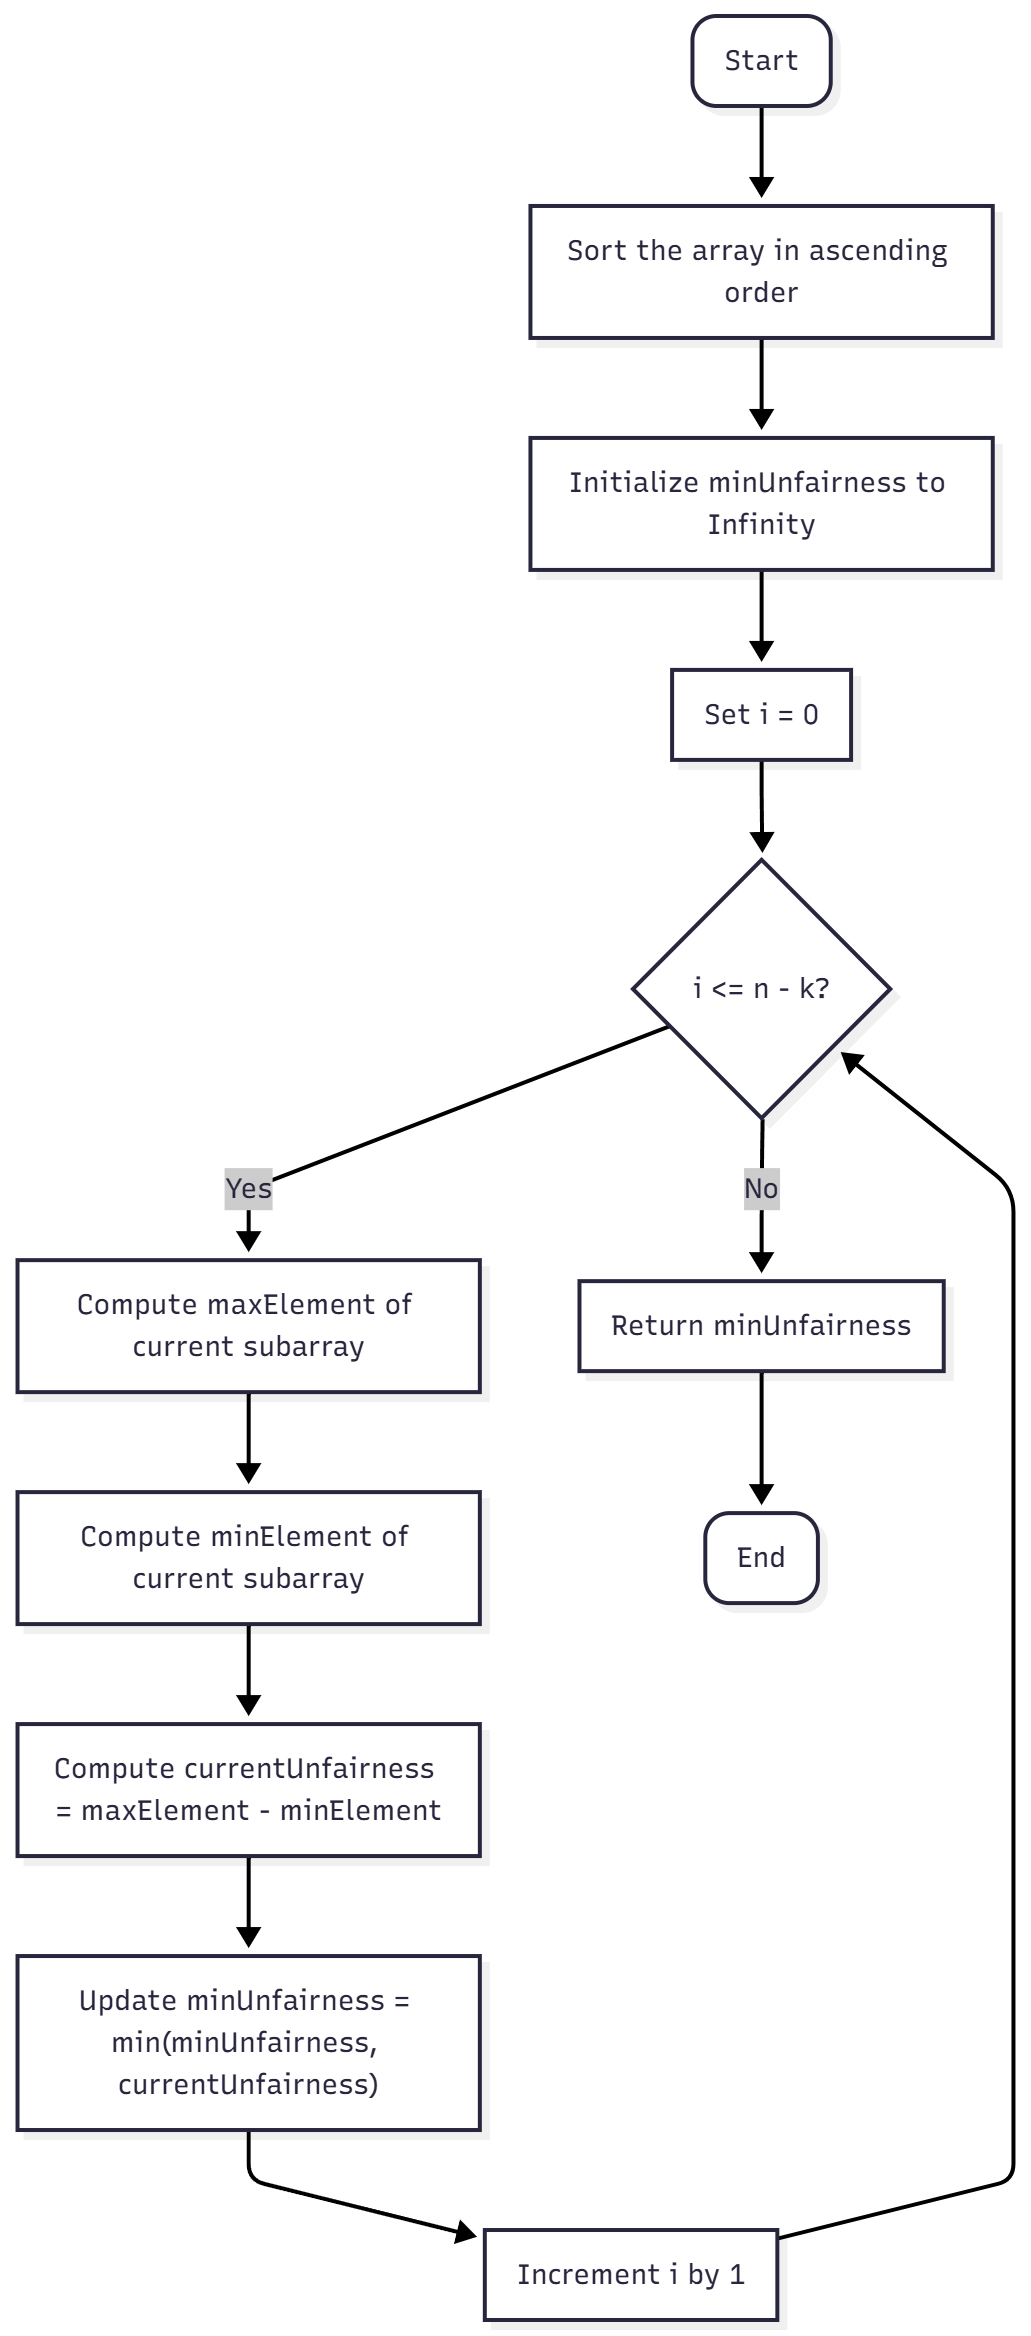 Start
Sort the array in ascending
order
Initialize minUnfairness to
Infinity
Set i = 0
i <= n - k?
Yes
No
Compute maxElement of
current subarray
Return minUnfairness
Compute minElement of
current subarray
End
Compute currentUnfairness
= maxElement - minElement
Update minUnfairness =
min(minUnfairness,
currentUnfairness)
Increment i by 1